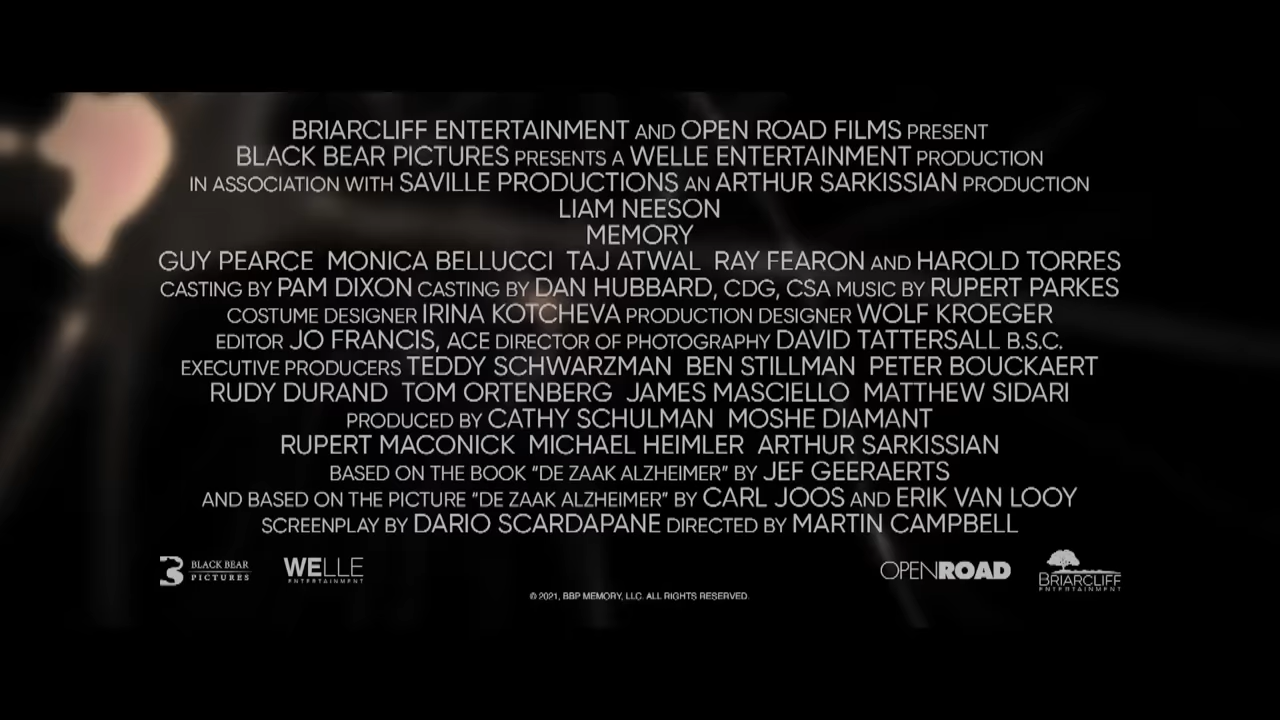 BRIARCLIFF ENTERTAINMENT AND OPEN ROAD FILMS PRESENT
BLACK BEAR PICTURES PRESENTS A WELLE ENTERTAINMENT PRODUCTION
IN ASSOCIATION WITH SAVILLE PRODUCTIONS AN ARTHUR SARKISSIAN PRODUCTION
LIAM NEESON
MEMORY
GUY PEARCE MONICA BELLUCCI TAJ ATWAL RAY FEARON AND HAROLD TORRES
CASTING BY PAM DIXON CASTING BY DAN HUBBARD, CDG, CSA MUSIC BY RUPERT PARKES
COSTUME DESIGNER IRINA KOTCHEVA PRODUCTION DESIGNER WOLF KROEGER
EDITOR JO FRANCIS, ACE DIRECTOR OF PHOTOGRAPHY DAVID TATTERSALL B.S.C.
EXECUTIVE PRODUCERS TEDDY SCHWARZMAN BEN STILLMAN PETER BOUCKAERT
RUDY DURAND TOM ORTENBERG JAMES MASCIELLO MATTHEW SIDARI
PRODUCED BY CATHY SCHULMAN MOSHE DIAMANT
RUPERT MACONICK MICHAEL HEIMLER ARTHUR SARKISSIAN
BASED ON THE BOOK "DE ZAAK ALZHEIMER" BY JEF GEERAERTS
AND BASED ON THE PICTURE "DE ZAAK ALZHEIMER" BY CARL JOOS AND ERIK VAN LOOY
SCREENPLAY BY DARIO SCARDAPANE DIRECTED BY MARTIN CAMPBELL
BLACK BEAR
PICTURES
WELLE
ENTERTAINMENT
OPENROAD
BRIARCLIFF
ENTERTAINMENT
© 2021, BBP MEMORY, LLC. ALL RIGHTS RESERVED.